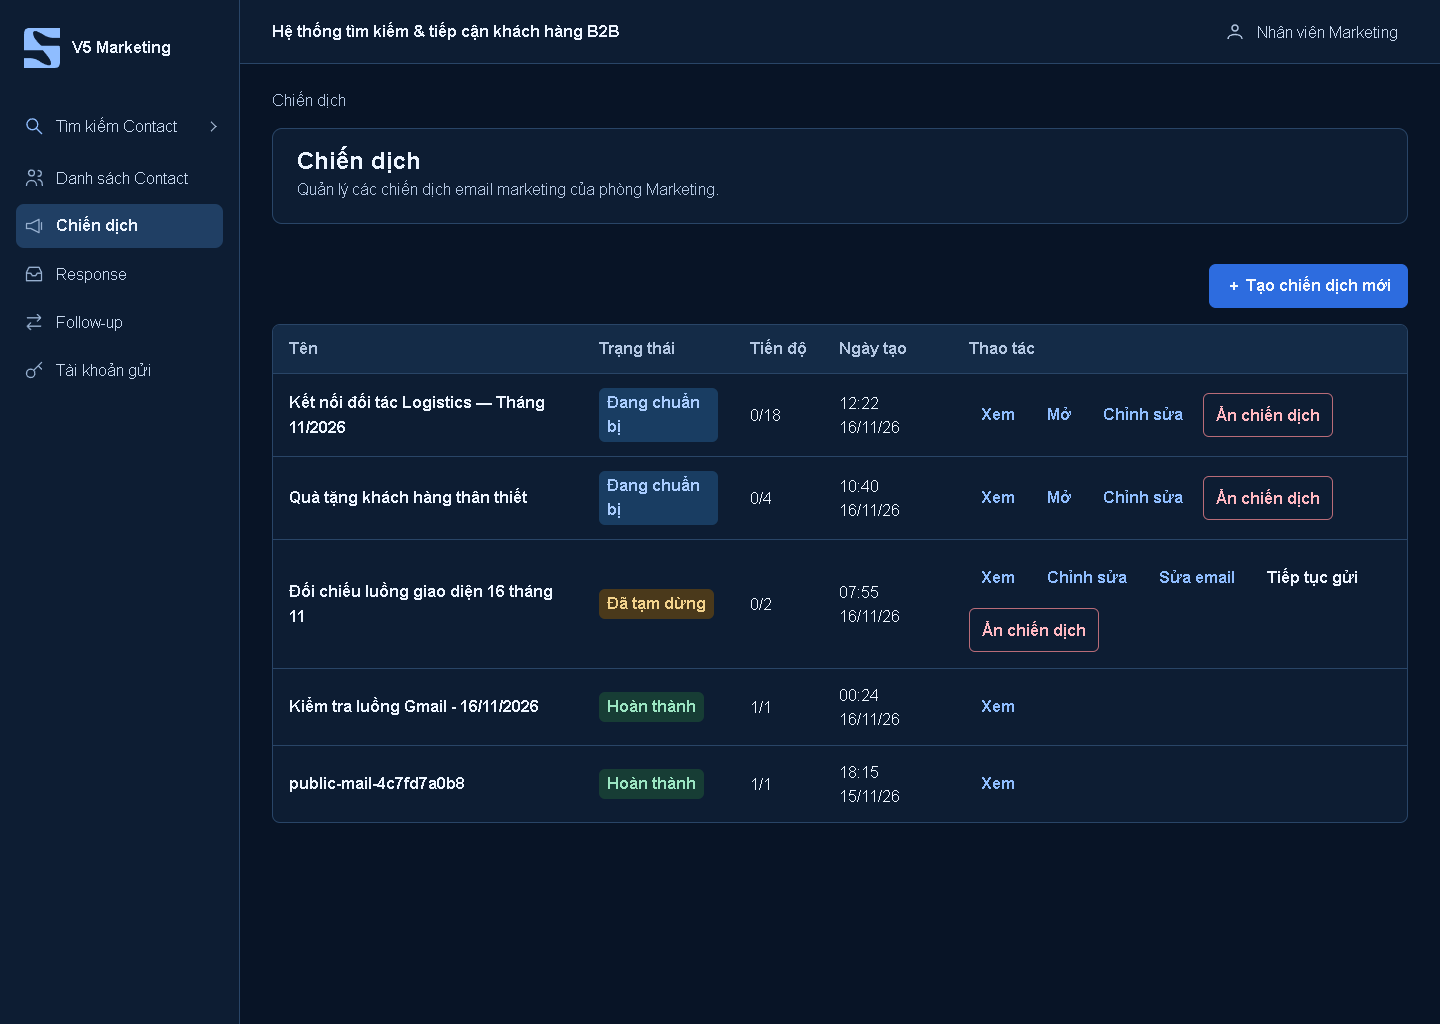 V5 Marketing
Hệ thống tìm kiếm & tiếp cận khách hàng B2B
Nhân viên Marketing
Tìm kiếm Contact
Danh sách Contact
Chiến dịch
Response
Follow-up
Tài khoản gửi
Chiến dịch
Chiến dịch
Quản lý các chiến dịch email marketing của phòng Marketing.
+ Tạo chiến dịch mới
Tên Trạng thái Tiến độ Ngày tạo Thao tác
Kết nối đối tác Logistics — Tháng
11/2026
Đang chuẩn
bị
0/18
12:22
16/11/26
Xem Mở Chỉnh sửa Ẩn chiến dịch
Quà tặng khách hàng thân thiết
Đang chuẩn
bị
0/4
10:40
16/11/26
Xem Mở Chỉnh sửa Ẩn chiến dịch
Đối chiếu luồng giao diện 16 tháng
11
Đã tạm dừng
0/2
07:55
16/11/26
Xem Chỉnh sửa Sửa email Tiếp tục gửi
Ẩn chiến dịch
Kiểm tra luồng Gmail - 16/11/2026
Hoàn thành
1/1
00:24
16/11/26
Xem
public-mail-4c7fd7a0b8
Hoàn thành
1/1
18:15
15/11/26
Xem